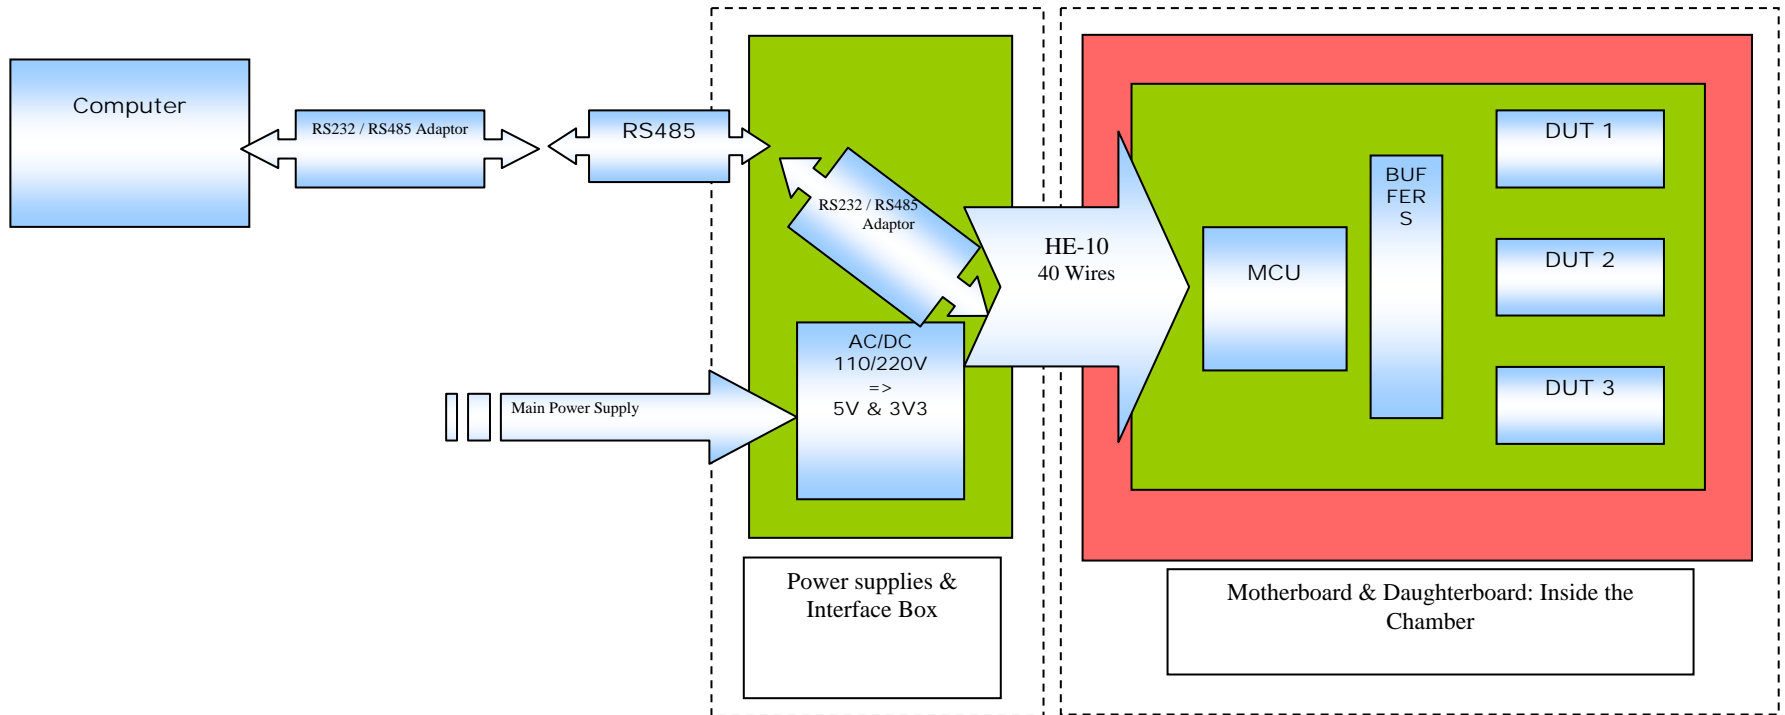 Computer
RS232 / RS485 Adaptor
RS485
RS232 / RS485
Adaptor
AC/DC
110/220V
=>
5V & 3V3
Main Power Supply
Power supplies &
Interface Box
HE-10
40 Wires
MCU
BUF
FER
S
DUT 1
DUT 2
DUT 3
Motherboard & Daughterboard: Inside the
Chamber